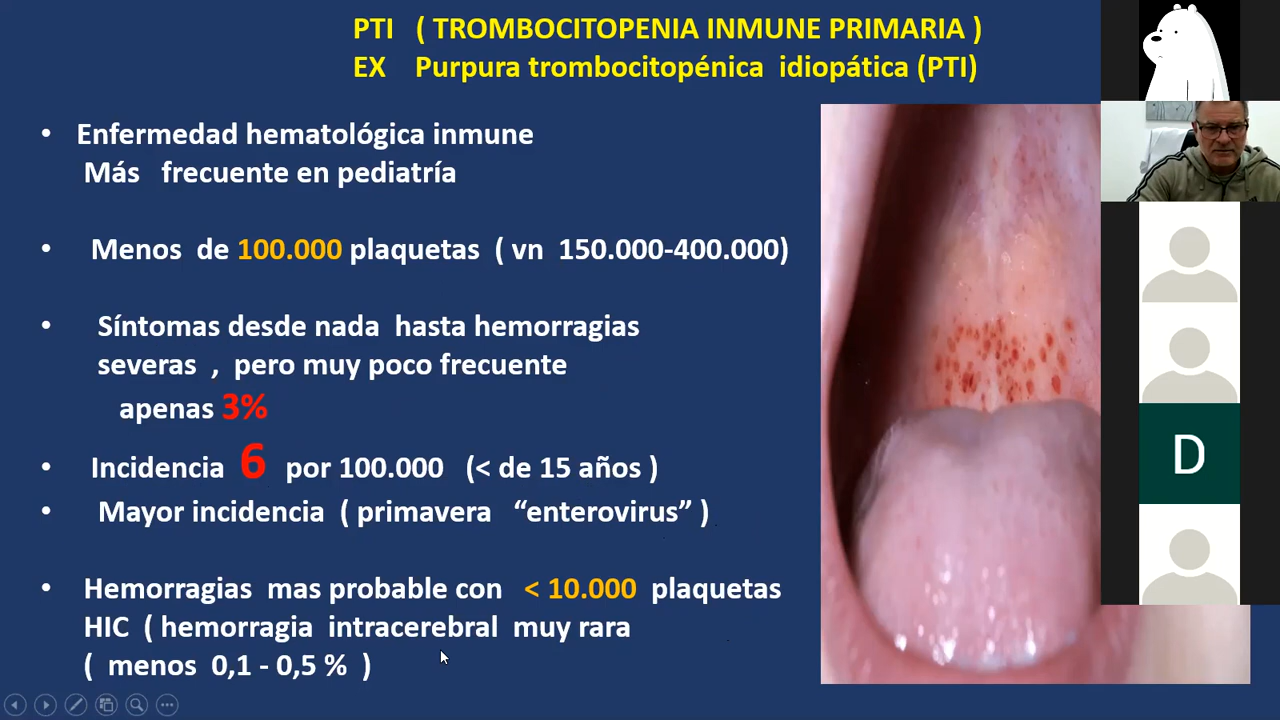 PTI ( TROMBOCITOPENIA INMUNE PRIMARIA )
EX Purpura trombocitopénica idiopática (PTI)
• Enfermedad hematológica inmune
Más frecuente en pediatría
• Menos de 100.000 plaquetas ( vn 150.000-400.000)
• Síntomas desde nada hasta hemorragias
severas , pero muy poco frecuente
apenas 3%
• Incidencia 6 por 100.000 (< de 15 años )
• Mayor incidencia ( primavera “enterovirus” )
• Hemorragias mas probable con < 10.000 plaquetas
HIC ( hemorragia intracerebral muy rara
( menos 0,1 - 0,5 % )
D